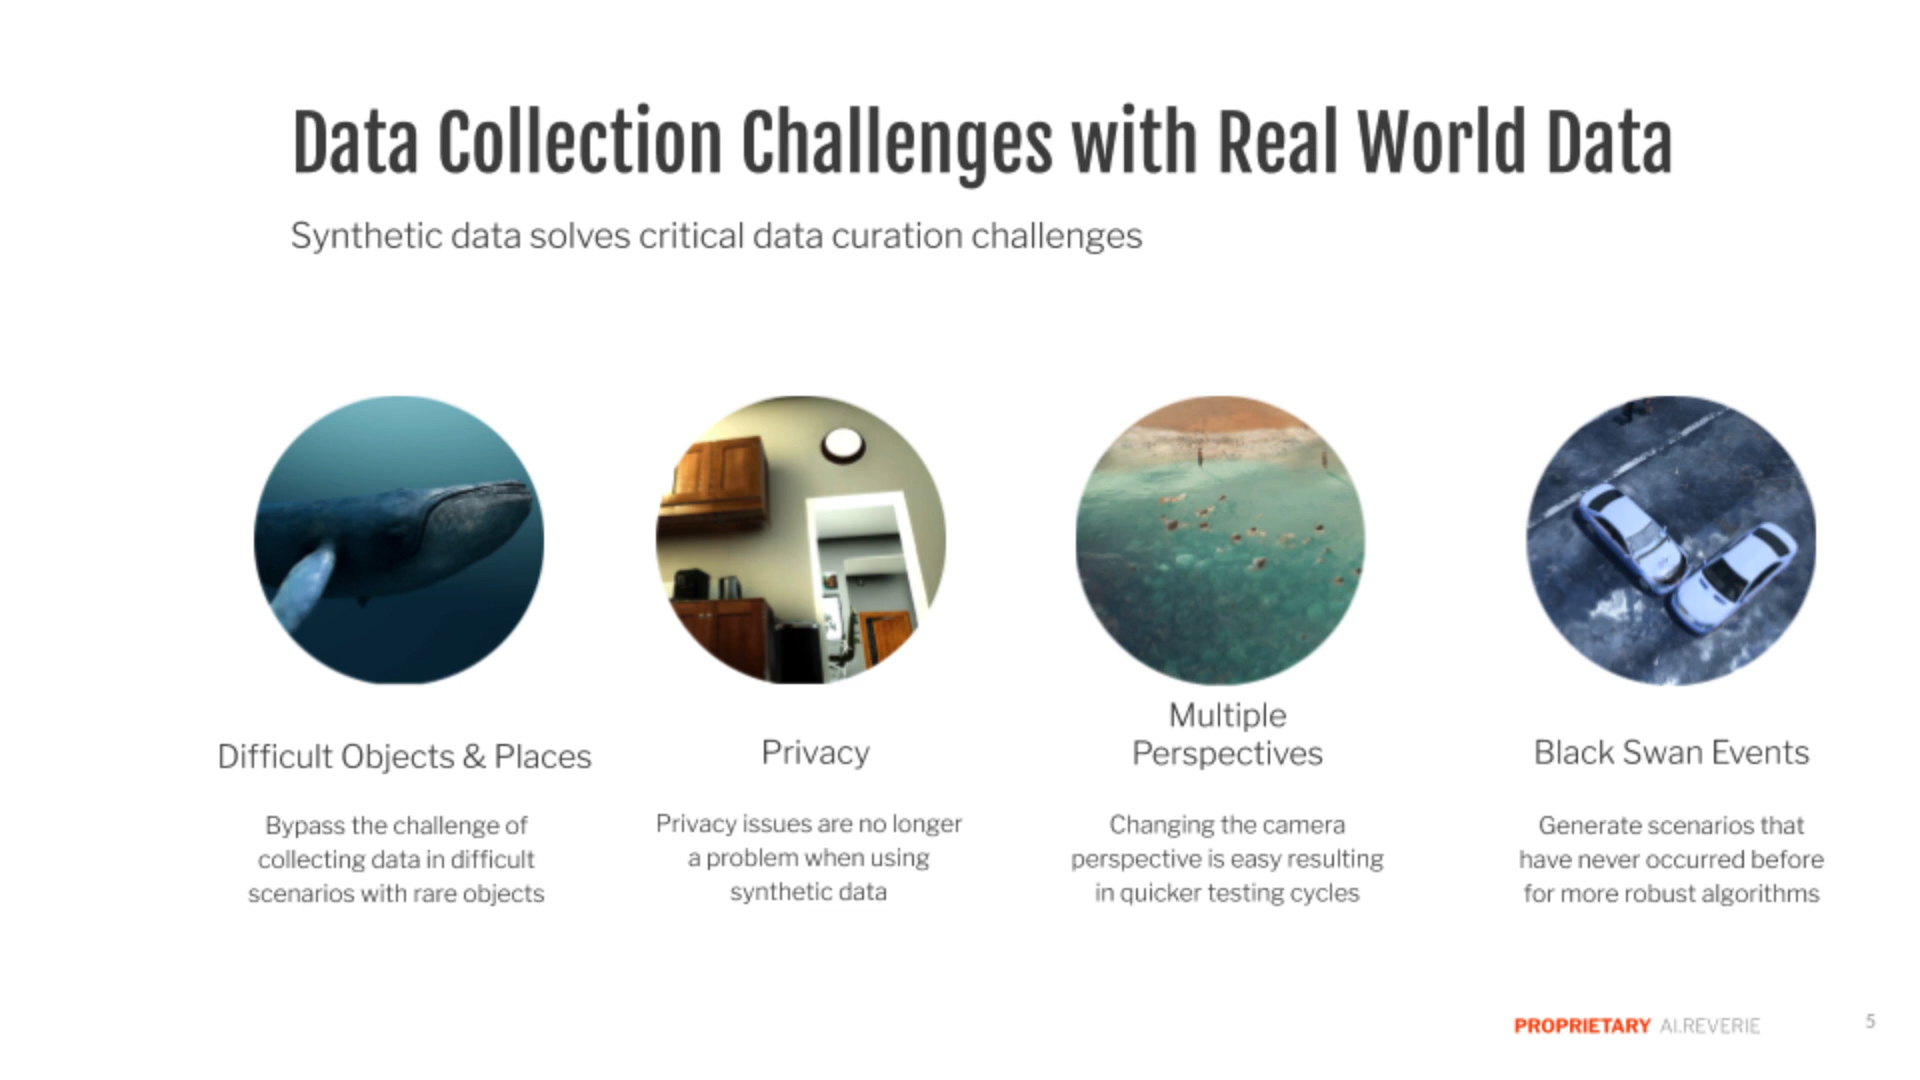 Data Collection Challenges with Real World Data
Synthetic data solves critical data curation challenges
Difficult Objects & Places
Bypass the challenge of
collecting data in difficult
scenarios with rare objects
Privacy
Privacy issues are no longer
a problem when using
synthetic data
Multiple
Perspectives
Changing the camera
perspective is easy resulting
in quicker testing cycles
Black Swan Events
Generate scenarios that
have never occurred before
for more robust algorithms
PROPRIETARY AI.REVERIE
5